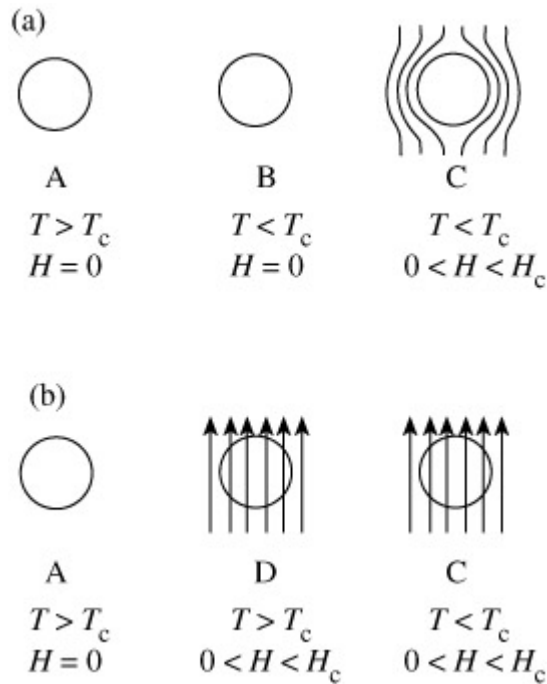 (a)
A B C
T > Tc T < Tc T < Tc
H = 0 H = 0 0 < H < Hc
(b)
A D C
T > Tc T > Tc T < Tc
H = 0 0 < H < Hc 0 < H < Hc